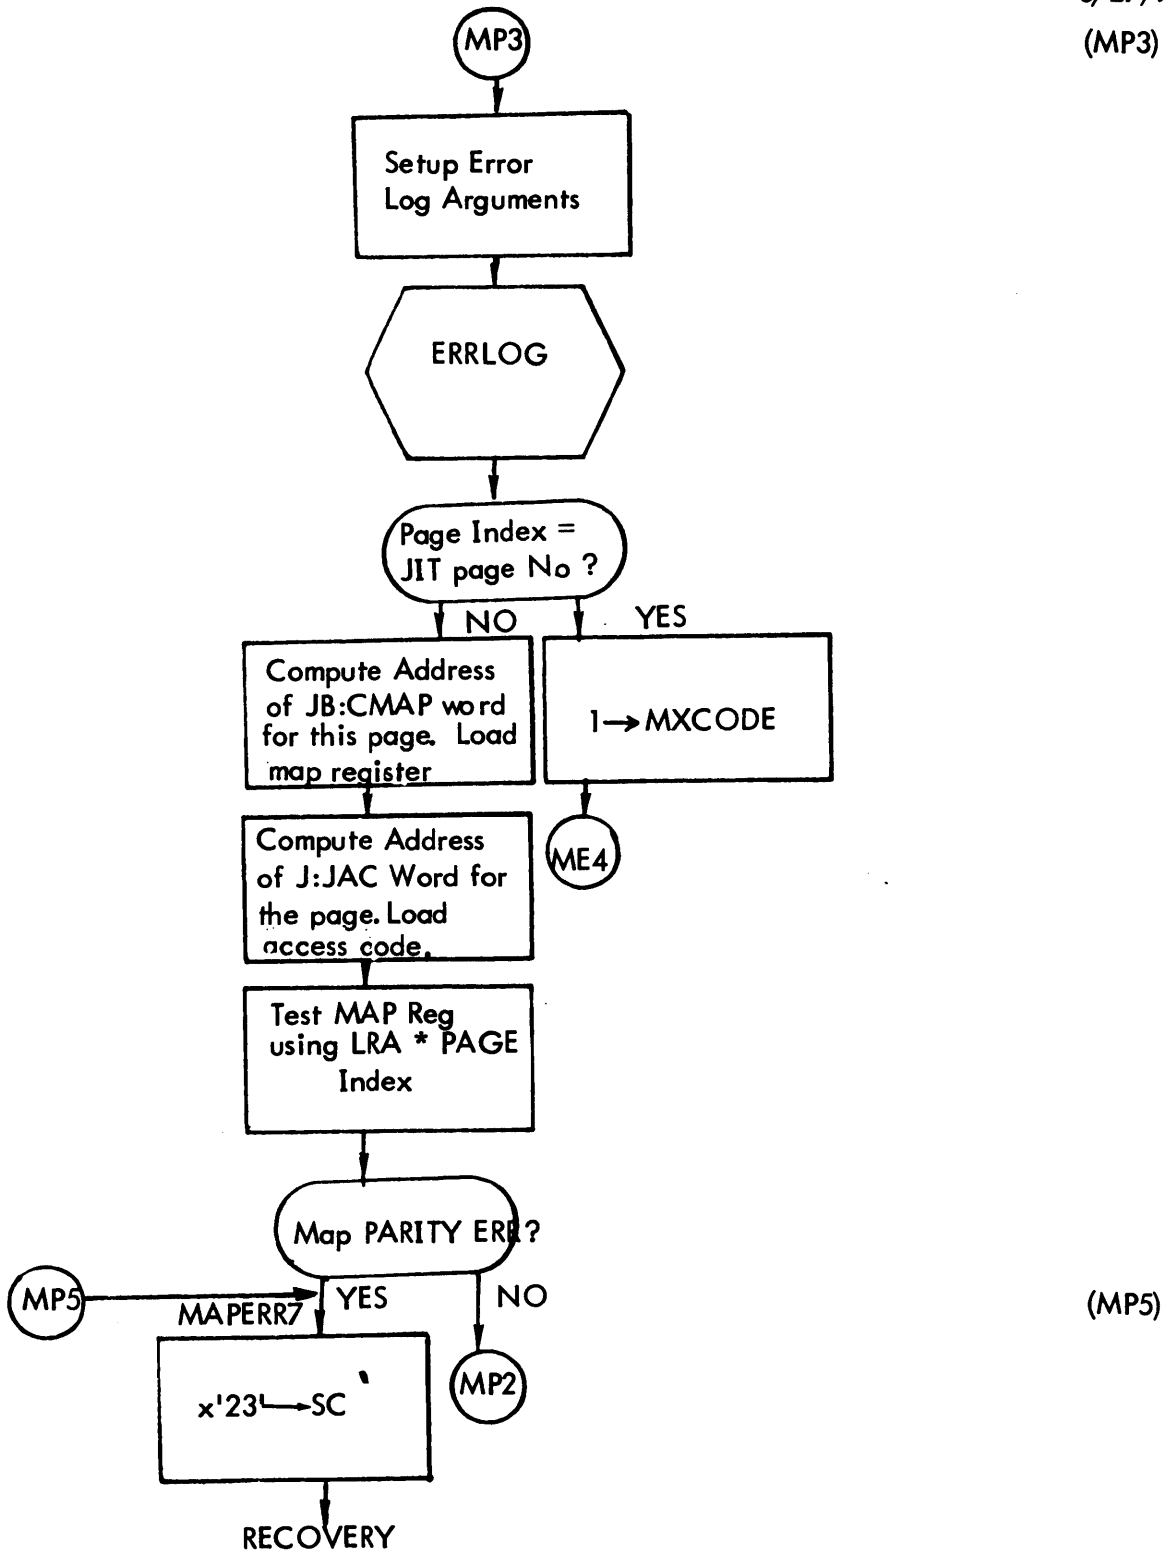 MP3
(MP3)
Setup Error
Log Arguments
ERRLOG
Page Index =
JIT page No ?
NO
YES
Compute Address
of JB:CMAP word
for this page. Load
map register
1→MXCODE
Compute Address
of J:JAC Word for
the page. Load
access code.
ME4
Test MAP Reg
using LRA * PAGE
Index
Map PARITY ERR?
MP5
YES
NO
(MP5)
MAPERR7
x'23'→SC
MP2
RECOVERY